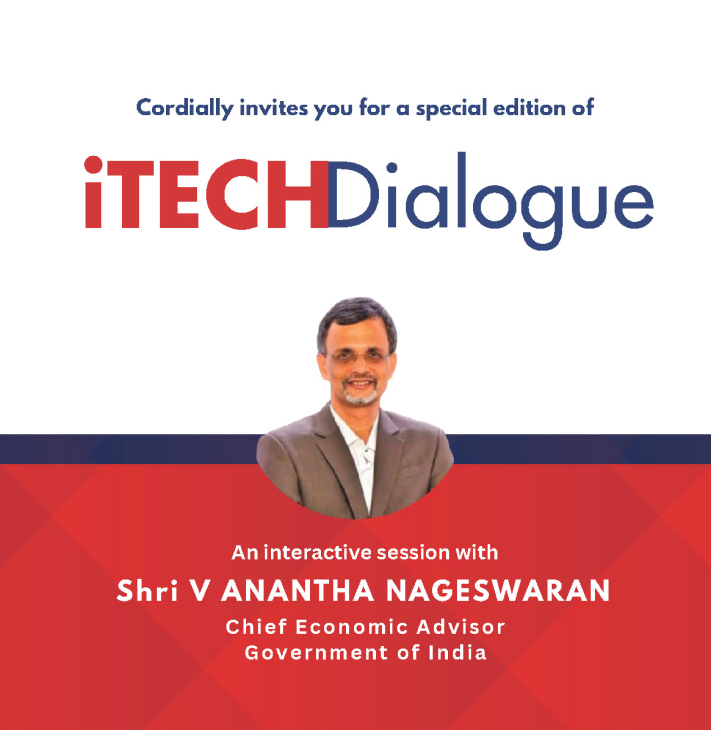 Cordially invites you for a special edition of
iTECHDialogue
An interactive session with
Shri V ANANTHA NAGESWARAN
Chief Economic Advisor
Government of India